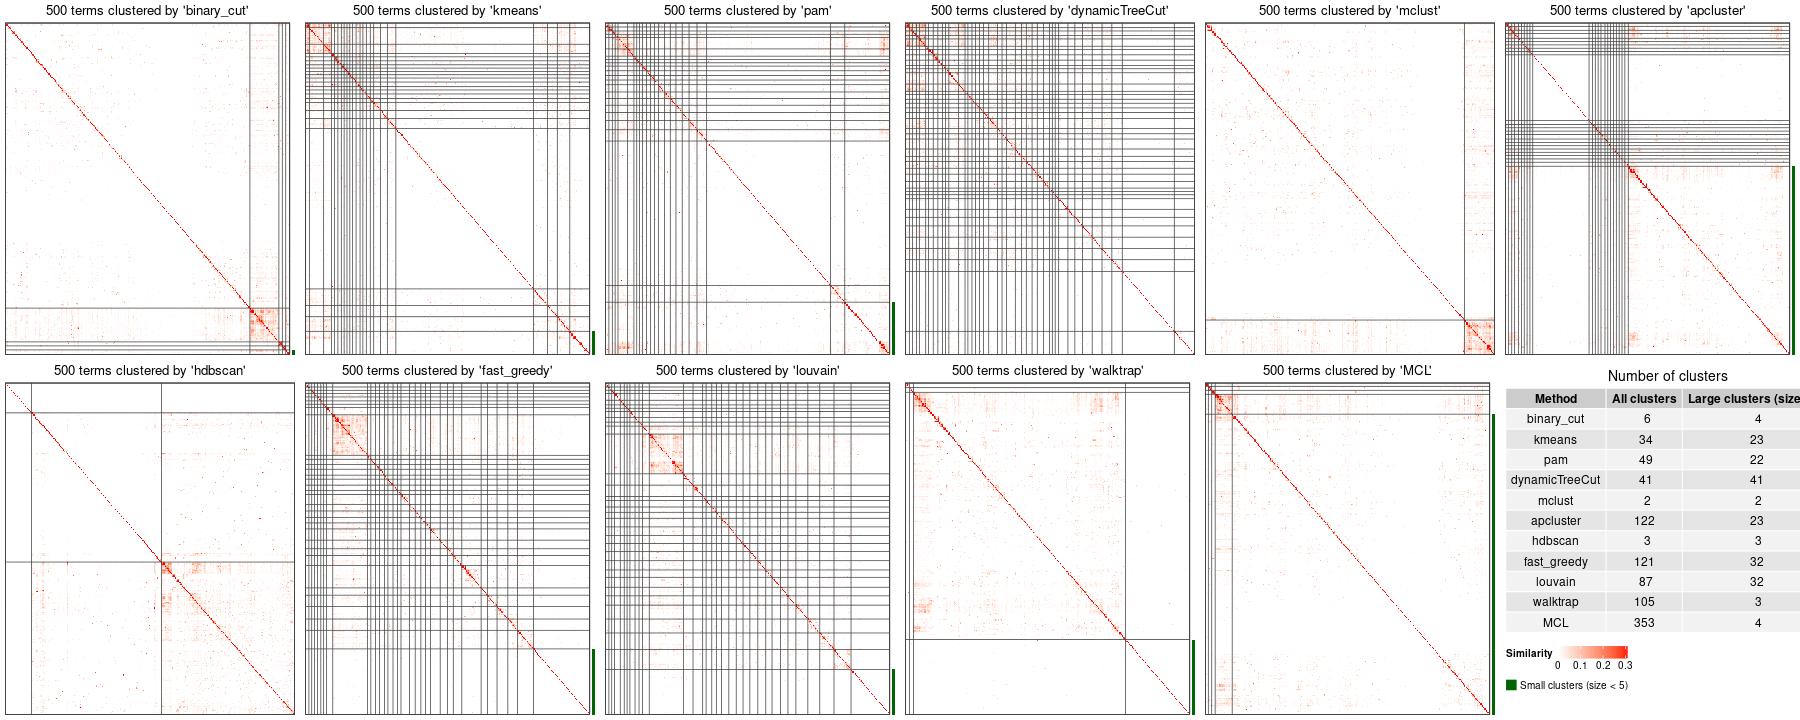 500 terms clustered by 'binary_cut'
500 terms clustered by 'kmeans'
500 terms clustered by 'pam'
500 terms clustered by 'dynamicTreeCut'
500 terms clustered by 'mclust'
500 terms clustered by 'apcluster'
500 terms clustered by 'hdbscan'
500 terms clustered by 'fast_greedy'
500 terms clustered by 'louvain'
500 terms clustered by 'walktrap'
500 terms clustered by 'MCL'
Number of clusters
Method All clusters Large clusters (size
binary_cut 6 4
kmeans 34 23
pam 49 22
dynamicTreeCut 41 41
mclust 2 2
apcluster 122 23
hdbscan 3 3
fast_greedy 121 32
louvain 87 32
walktrap 105 3
MCL 353 4
Similarity
0 0.1 0.2 0.3
Small clusters (size < 5)